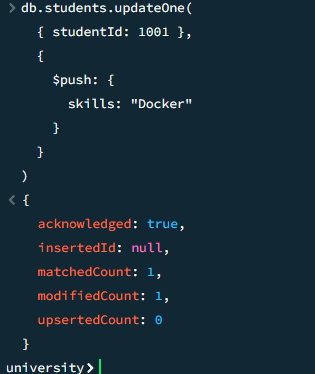 > db.students.updateOne(
{ studentId: 1001 },
{
$push: {
skills: "Docker"
}
}
)
< {
acknowledged: true,
insertedId: null,
matchedCount: 1,
modifiedCount: 1,
upsertedCount: 0
}
university>